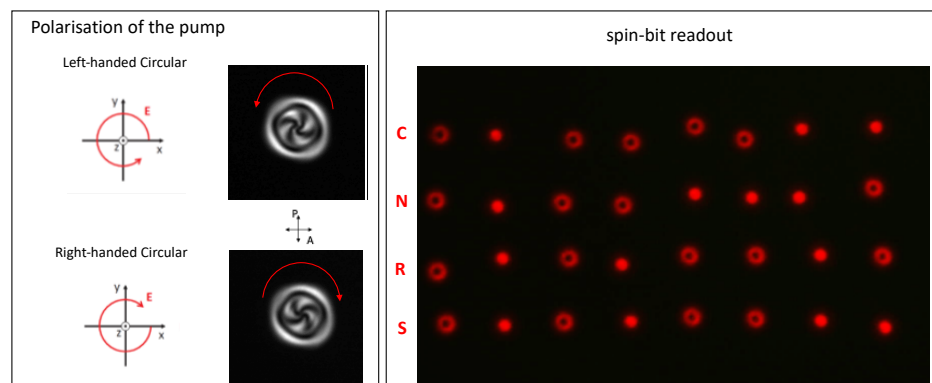 Polarisation of the pump
Left-handed Circular
y
E
z
x
P
A
Right-handed Circular
y
E
z
x
spin-bit readout
C
N
R
S